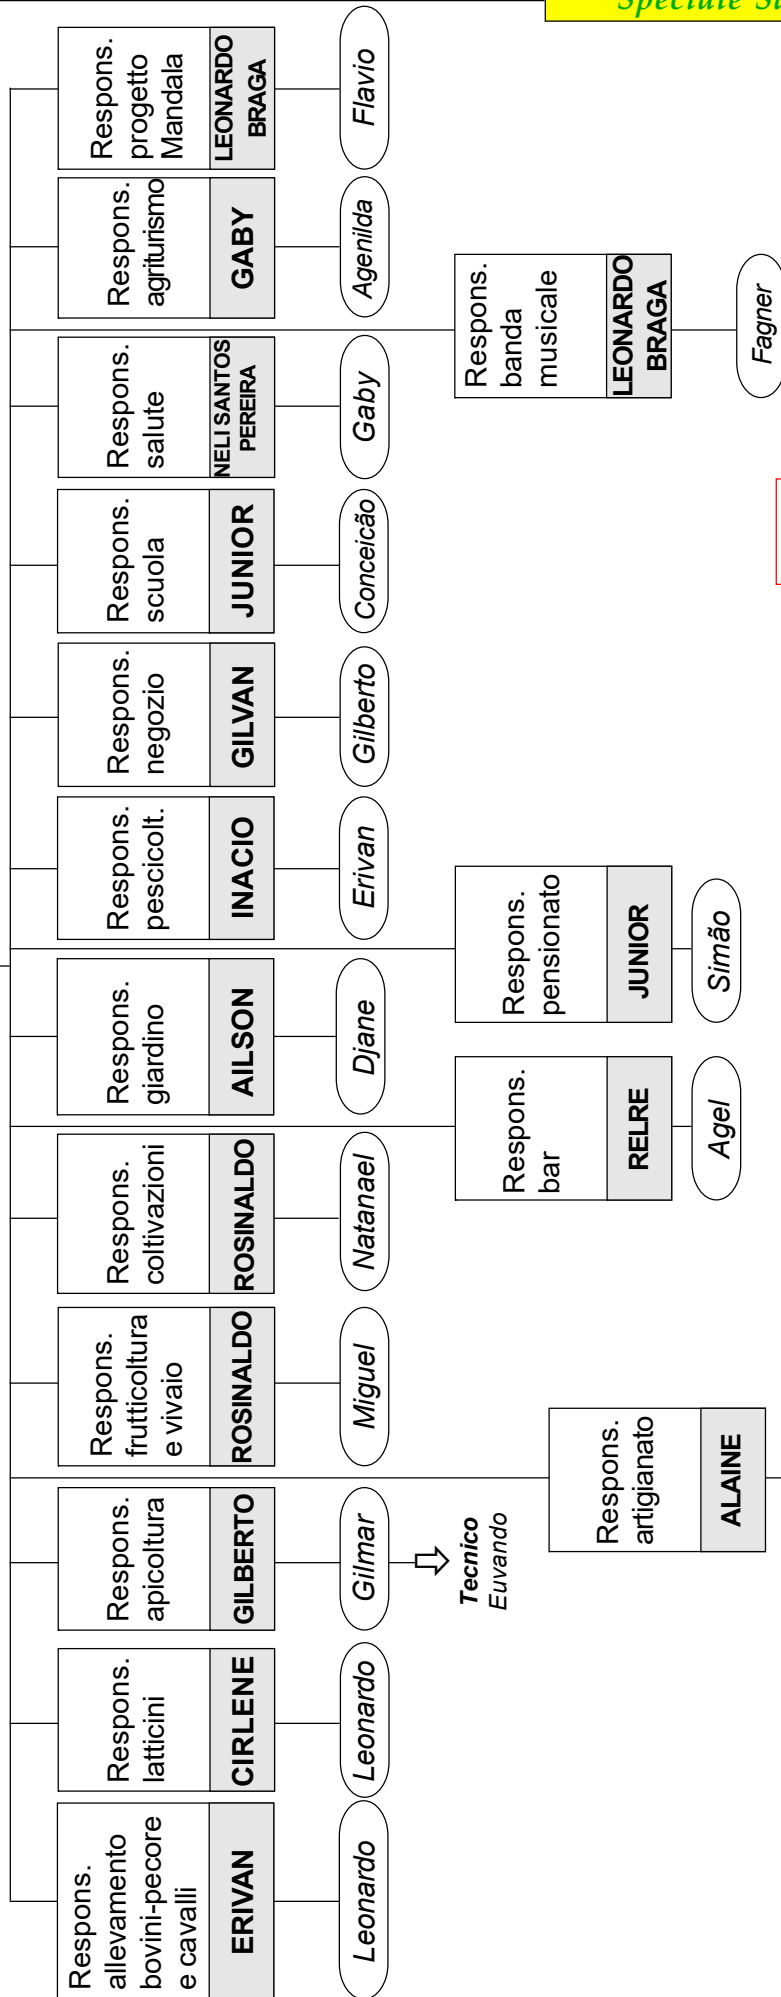 Respons.
allevamento
bovini-pecore
e cavalli
ERIVAN
Leonardo
Respons.
latticini
CIRLENE
Leonardo
Respons.
apicoltura
GILBERTO
Gilmar
Tecnico
Euvando
Respons.
artigianato
ALAINE
Respons.
frutticoltura
e vivaio
ROSINALDO
Miguel
Respons.
coltivazioni
ROSINALDO
Natanael
Respons.
bar
RELRE
Agel
Respons.
giardino
AILSON
Djane
Respons.
pensionato
JUNIOR
Simão
Respons.
pescicolt.
INACIO
Erivan
Respons.
negozio
GILVAN
Gilberto
Respons.
scuola
JUNIOR
Conceicão
Respons.
salute
NELI SANTOS
PEREIRA
Gaby
Respons.
banda
musicale
LEONARDO
BRAGA
Fagner
Respons.
agriturismo
GABY
Agenilda
Respons.
progetto
Mandala
LEONARDO
BRAGA
Flavio
Speciale